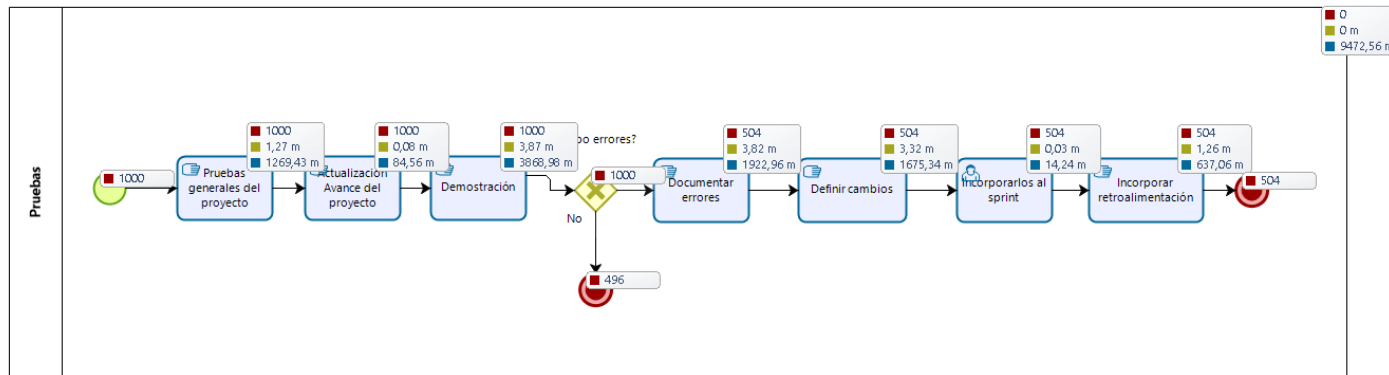 0
0 m
9472,56 m
Pruebas
1000
1000
1,27 m
1269,43 m
Pruebas
generales del
proyecto
1000
0,08 m
84,56 m
Actualización
Avance del
proyecto
1000
3,87 m
3868,98 m
Demostración
errores?
1000
No
496
504
3,82 m
1922,96 m
Documentar
errores
504
3,32 m
1675,34 m
Definir cambios
504
0,03 m
14,24 m
Incorporarlos al
sprint
504
1,26 m
637,06 m
Incorporar
retroalimentación
504